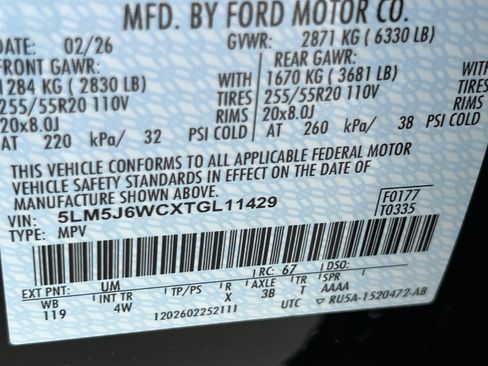 MFD. BY FORD MOTOR CO.
DATE: 02/26 GVWR: 2871 KG ( 6330 LB)
FRONT GAWR: REAR GAWR:
1284 KG ( 2830 LB) WITH 1670 KG ( 3681 LB) WITH
255/55R20 110V TIRES 255/55R20 110V TIRES
20x8.0J RIMS 20x8.0J RIMS
AT 220 kPa/ 32 PSI COLD AT 260 kPa/ 38 PSI COLD
THIS VEHICLE CONFORMS TO ALL APPLICABLE FEDERAL MOTOR
VEHICLE SAFETY STANDARDS IN EFFECT ON THE DATE OF
MANUFACTURE SHOWN ABOVE.
VIN: 5LM5J6WCXTGL11429 F0177
TYPE: MPV T0335
EXT PNT: UM RC: 67 DSO:
WB INT TR TP/PS R AXLE TR SPR
119 4W X 3B T AAAA
1202602252111 UTC ▽ RU5A-1520472-AB